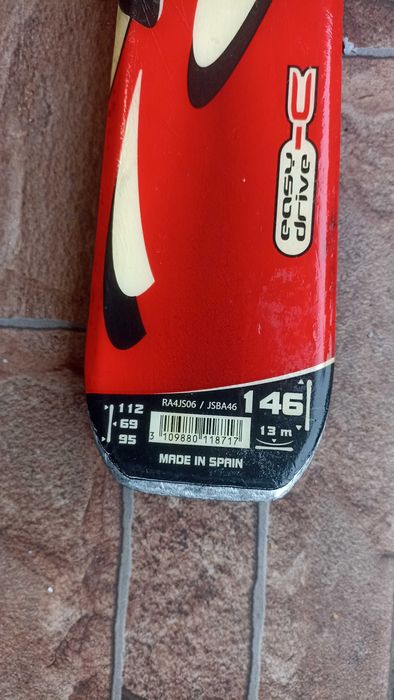 easy
drive
RA4JS06 / JSBA46
146
112
69
95
3 109880 118717
13 m
MADE IN SPAIN